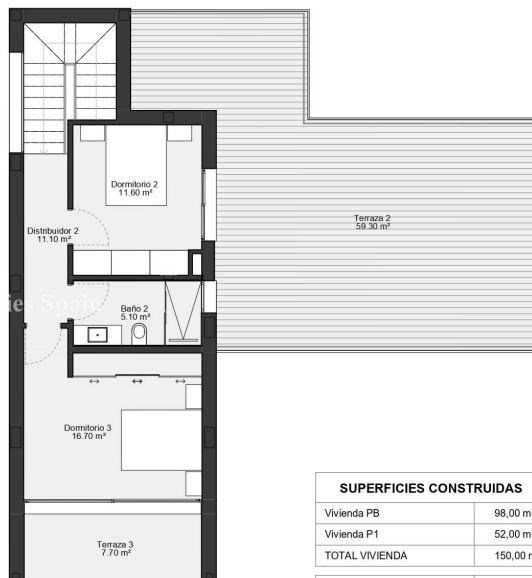 Dormitorio 2
11.60 m²
Terraza 2
59.30 m²
Distribuidor 2
11.10 m²
Baño 2
5.10 m²
Dormitorio 3
16.70 m²
Terraza 3
7.70 m²
SUPERFICIES CONSTRUIDAS
Vivienda PB 98,00 m
Vivienda P1 52,00 m
TOTAL VIVIENDA 150,00 m